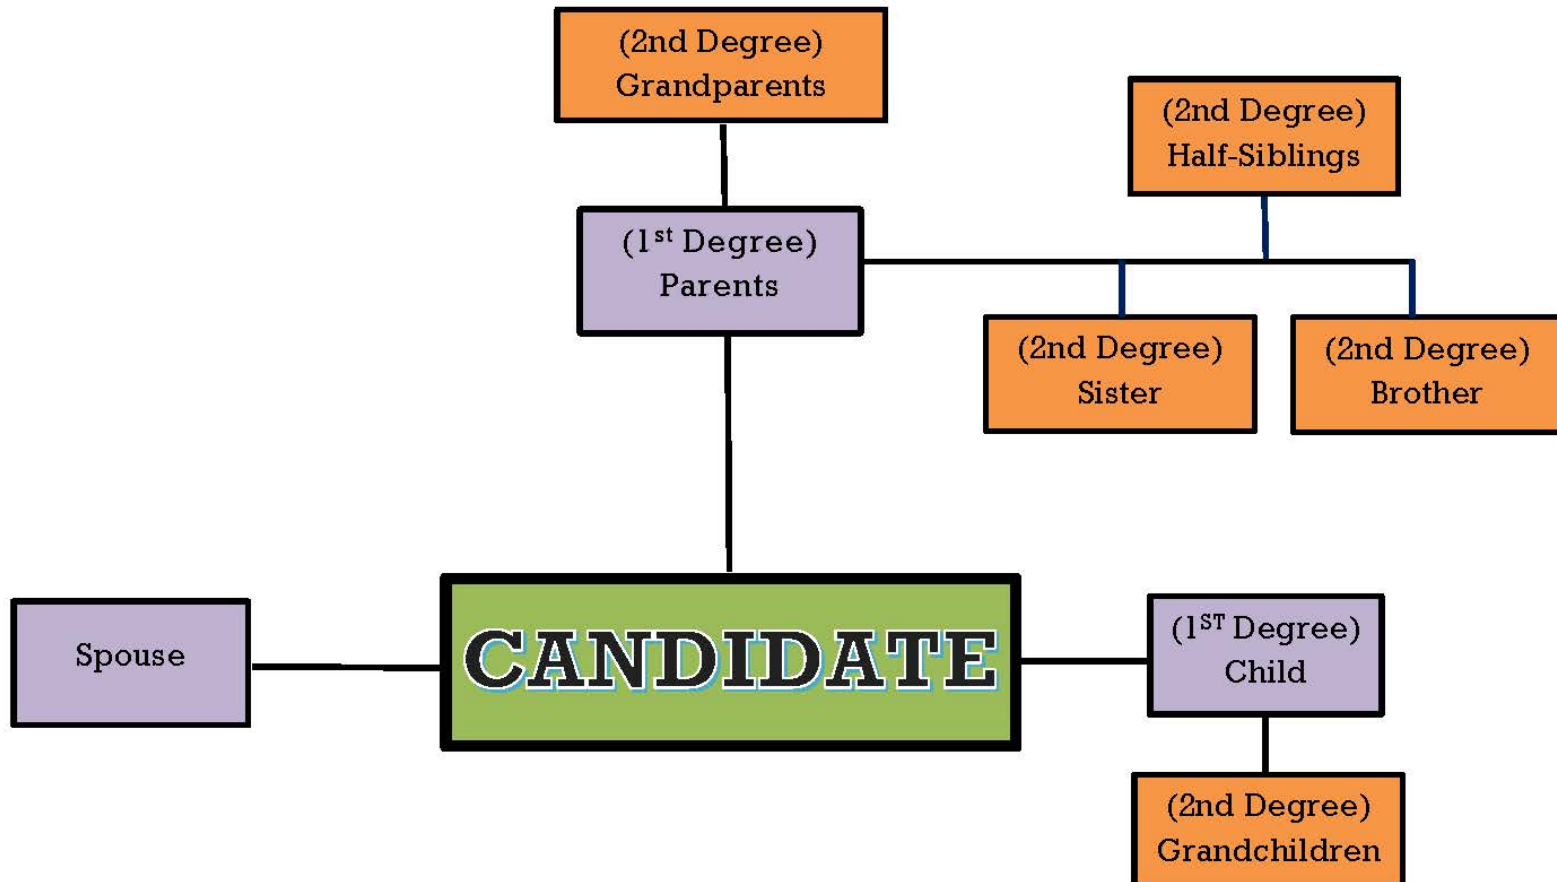 (2nd Degree)
Grandparents
(2nd Degree)
Half-Siblings
(1st Degree)
Parents
(2nd Degree)
Sister
(2nd Degree)
Brother
Spouse
CANDIDATE
(1ST Degree)
Child
(2nd Degree)
Grandchildren